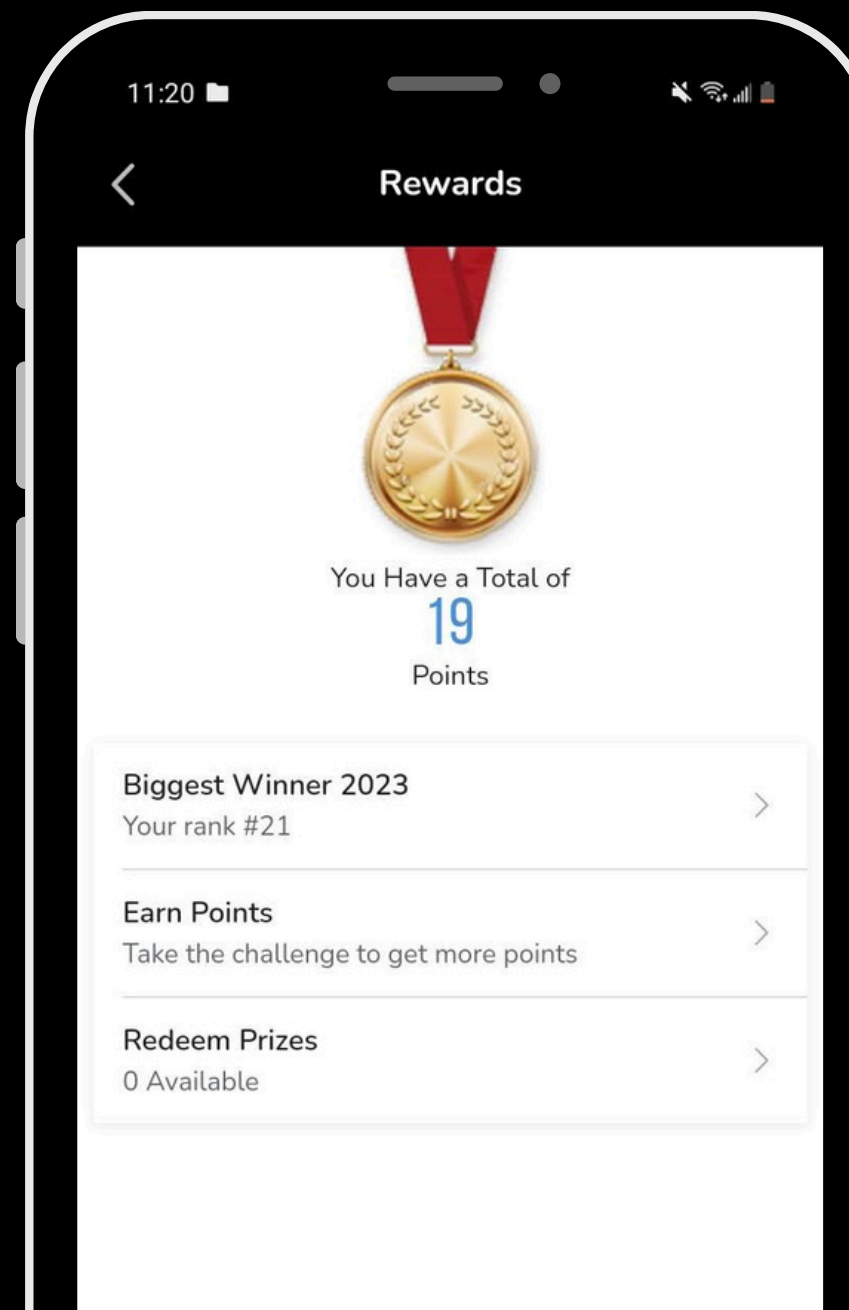 11:20
Rewards
You Have a Total of
19
Points
Biggest Winner 2023
Your rank #21
Earn Points
Take the challenge to get more points
Redeem Prizes
0 Available